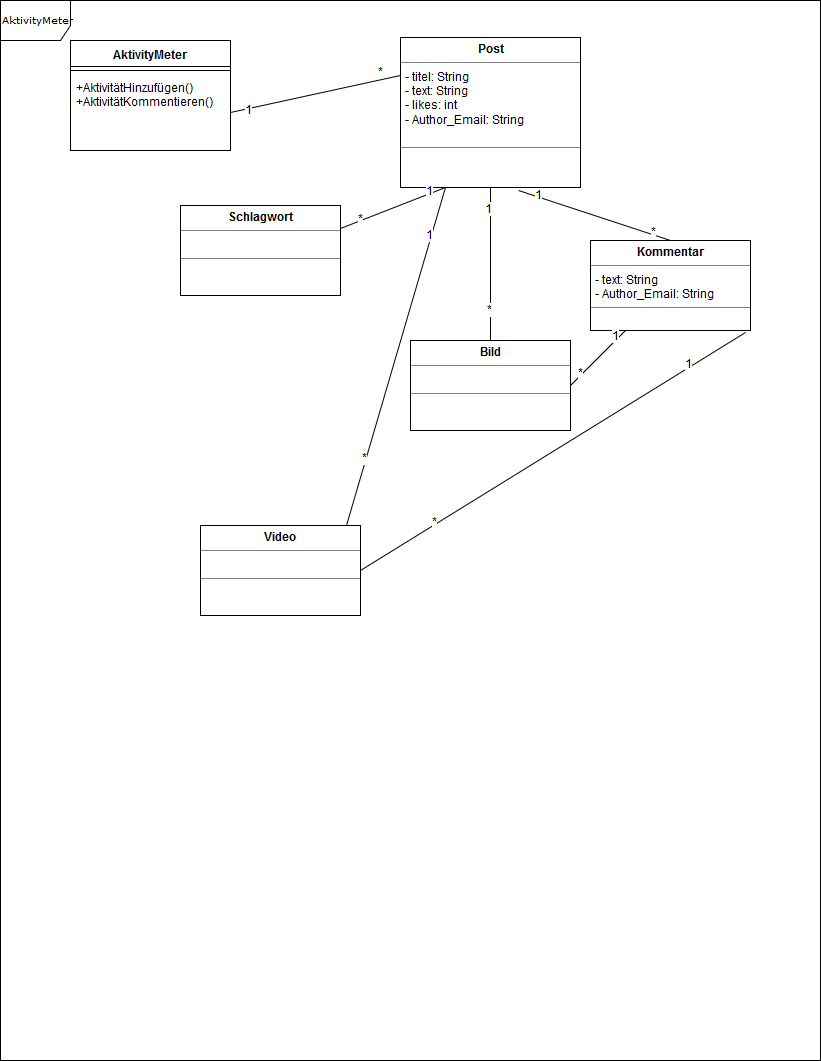 AktivityMeter
AktivityMeter
+AktivitätHinzufügen()
+AktivitätKommentieren()
1
*
Post
- titel: String
- text: String
- likes: int
- Author_Email: String
1
*
Schlagwort
1
*
1
*
1
*
Kommentar
- text: String
- Author_Email: String
1
*
Bild
1
*
Video